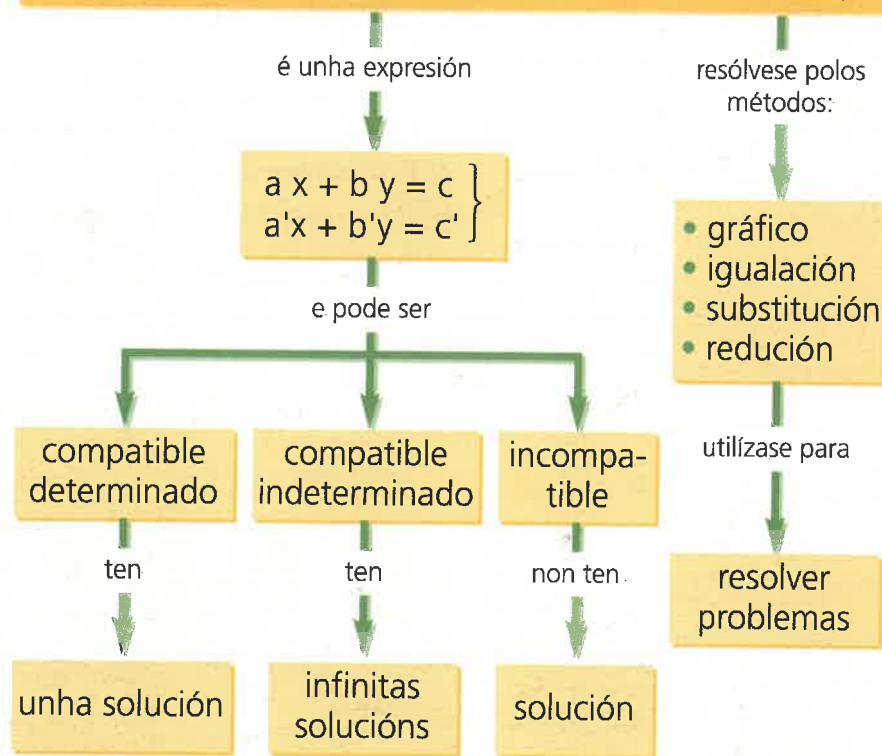 é unha expresión
a x + b y = c
a'x + b'y = c'
e pode ser
compatible
determinado
ten
unha solución
compatible
indeterminado
ten
infinitas
solucións
incompa-
tible
non ten
solución
resólvese polos
métodos:
• gráfico
• igualación
• substitución
• redución
utilízase para
resolver
problemas